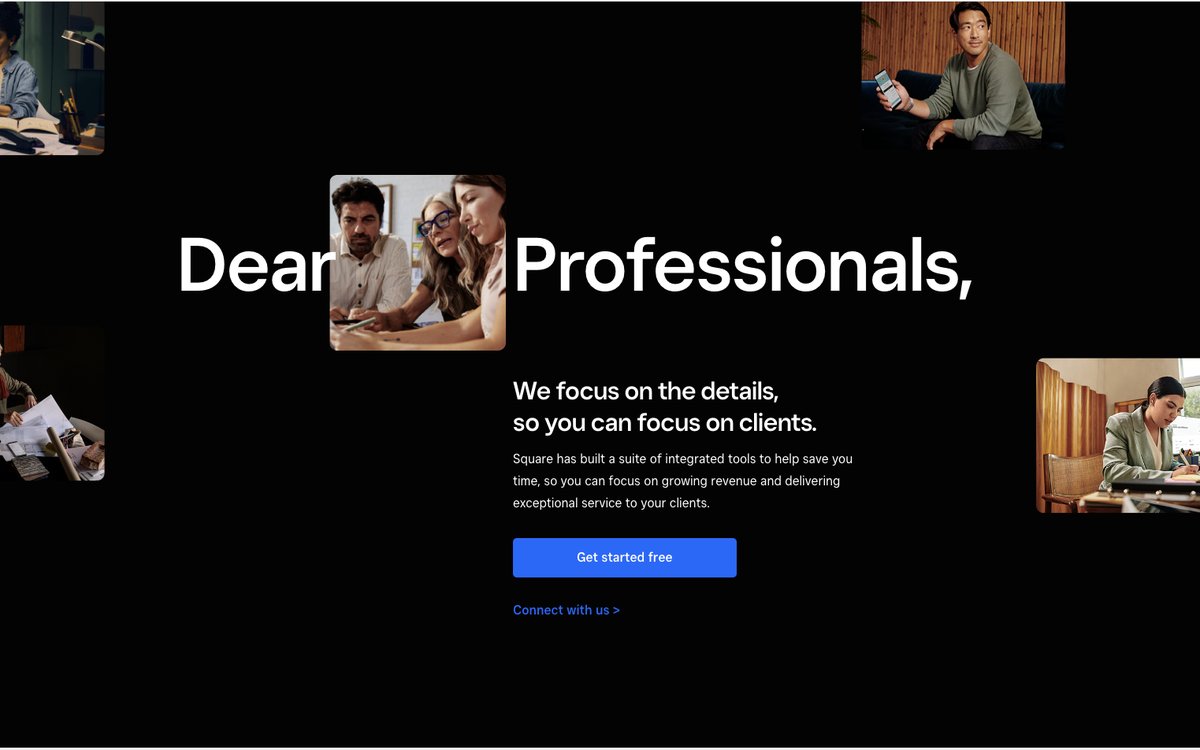 Dear Professionals,
We focus on the details,
so you can focus on clients.
Square has built a suite of integrated tools to help save you
time, so you can focus on growing revenue and delivering
exceptional service to your clients.
Get started free
Connect with us >